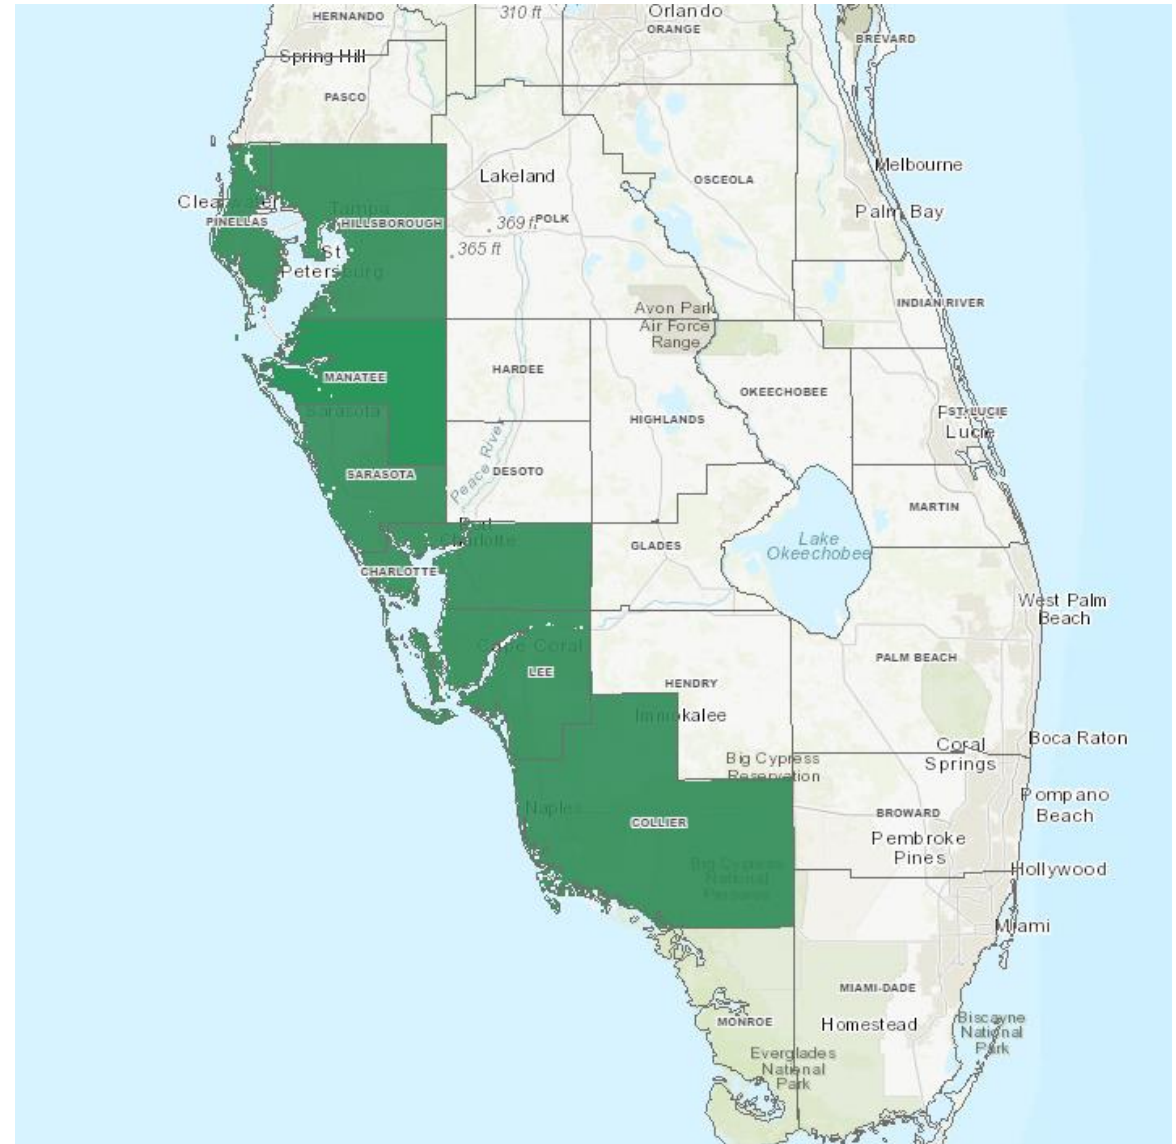 310 ft
Orlando
HERNANDO
ORANGE
BREVARD
Spring Hill
PASCO
Melbourne
Lakeland
OSCEOLA
Clearwater
Tampa
Palm Bay
PINELLAS
HILLSBOROUGH
369 ft
POLK
365 ft
St
Petersburg
INDIAN RIVER
Avon Park
Air Force
Range
HARDEE
MANATEE
OKEECHOBEE
Sarasota
HIGHLANDS
ST. LUCIE
Lucie
Peace River
DESOTO
SARASOTA
MARTIN
Port
Charlotte
Lake
Okeechobee
GLADES
CHARLOTTE
West Palm
Beach
Cape Coral
LEE
PALM BEACH
HENDRY
Immokalee
Coral
Springs
Boca Raton
Big Cypress
Reservation
Pompano
Beach
Naples
COLLIER
BROWARD
Pembroke
Pines
Big Cypress
National
Preserve
Hollywood
Miami
MIAMI-DADE
MONROE
Homestead
Biscayne
National
Park
Everglades
National
Park